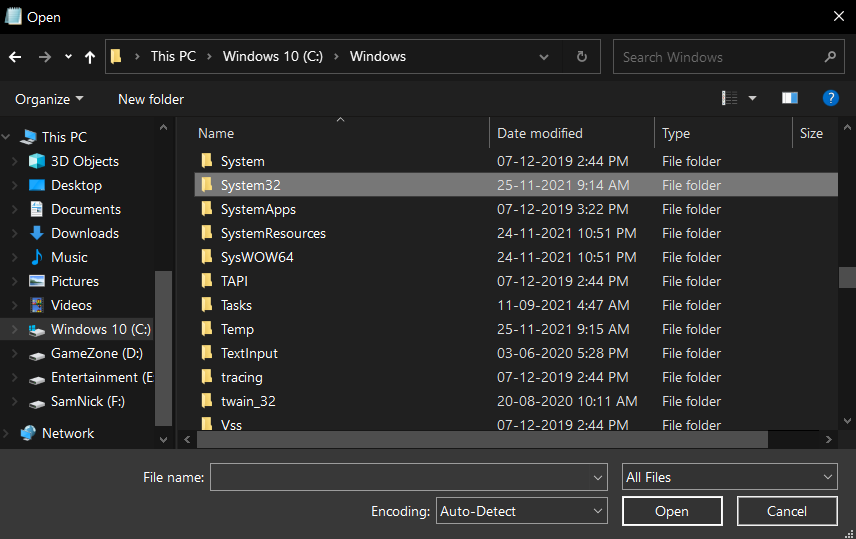 Open
This PC Windows 10 (C:) Windows
Search Windows
Organize New folder
?
Name Date modified Type Size
This PC
3D Objects
Desktop
Documents
Downloads
Music
Pictures
Videos
Windows 10 (C:)
GameZone (D:)
Entertainment (E
SamNick (F:)
Network
System 07-12-2019 2:44 PM File folder
System32 25-11-2021 9:14 AM File folder
SystemApps 07-12-2019 3:22 PM File folder
SystemResources 24-11-2021 10:51 PM File folder
SysWOW64 24-11-2021 10:51 PM File folder
TAPI 07-12-2019 2:44 PM File folder
Tasks 11-09-2021 4:47 AM File folder
Temp 25-11-2021 9:15 AM File folder
TextInput 03-06-2020 5:28 PM File folder
tracing 07-12-2019 2:44 PM File folder
twain_32 20-08-2020 10:11 AM File folder
Vss 07-12-2019 2:44 PM File folder
File name: All Files
Encoding: Auto-Detect Open Cancel